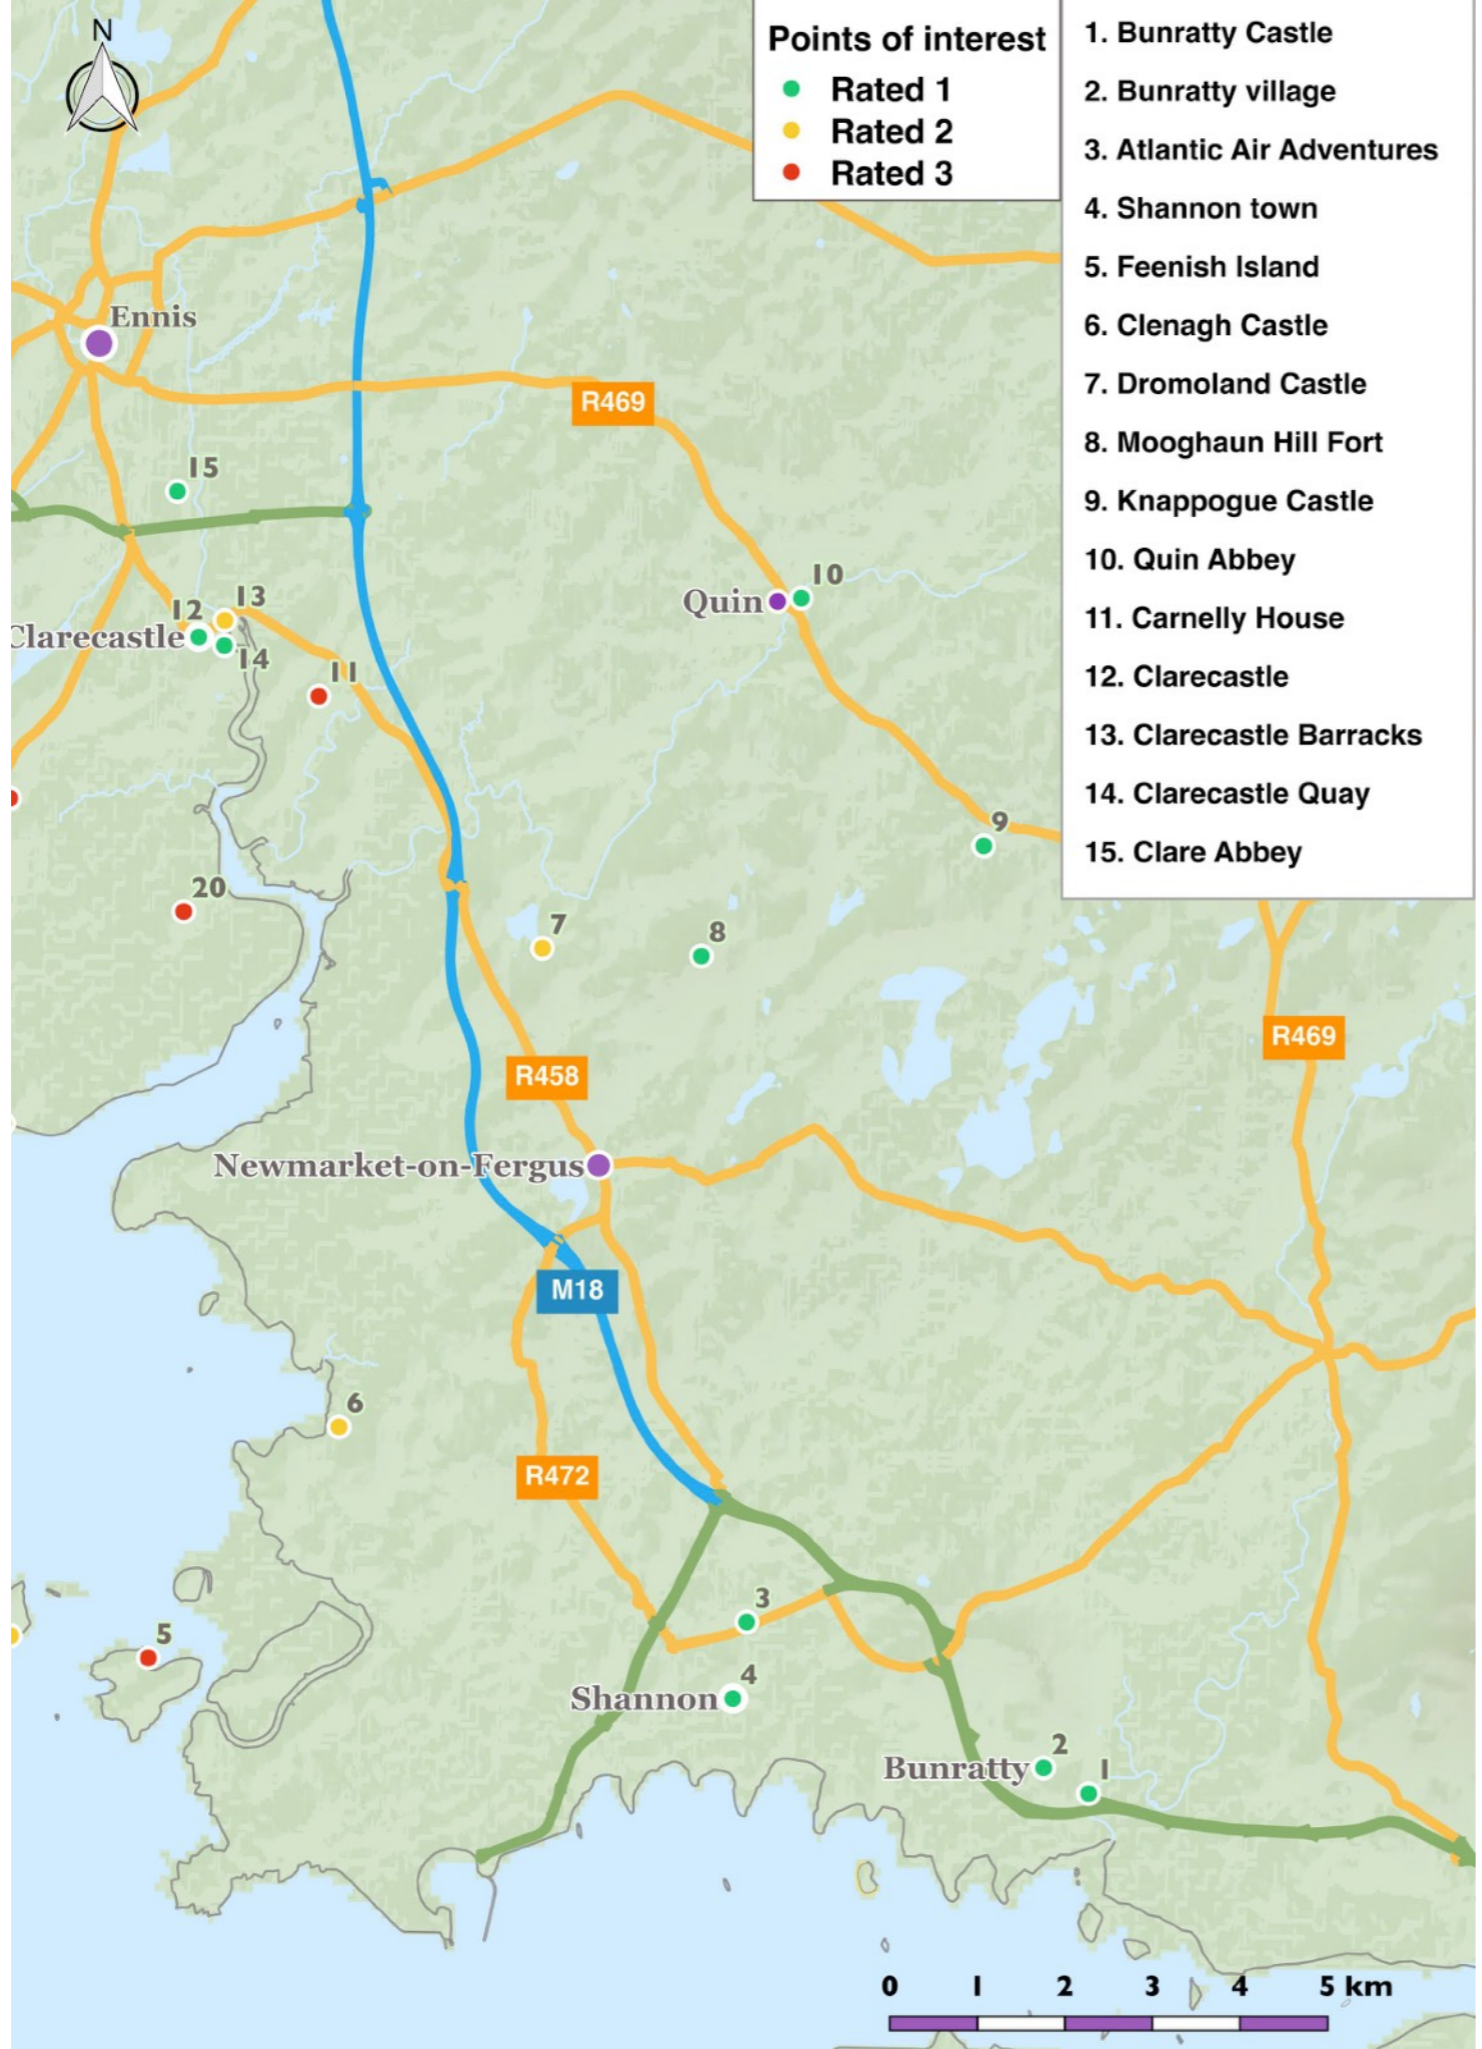 N
Points of interest
Rated 1
Rated 2
Rated 3
1. Bunratty Castle
2. Bunratty village
3. Atlantic Air Adventures
4. Shannon town
5. Feenish Island
6. Clenagh Castle
7. Dromoland Castle
8. Mooghaun Hill Fort
9. Knappogue Castle
10. Quin Abbey
11. Carnelly House
12. Clarecastle
13. Clarecastle Barracks
14. Clarecastle Quay
15. Clare Abbey
Ennis
R469
15
10
Quin
13
12
Clarecastle
14
11
9
20
7
8
R469
R458
Newmarket-on-Fergus
M18
6
R472
3
5
4
Shannon
2
Bunratty
1
0 1 2 3 4 5 km